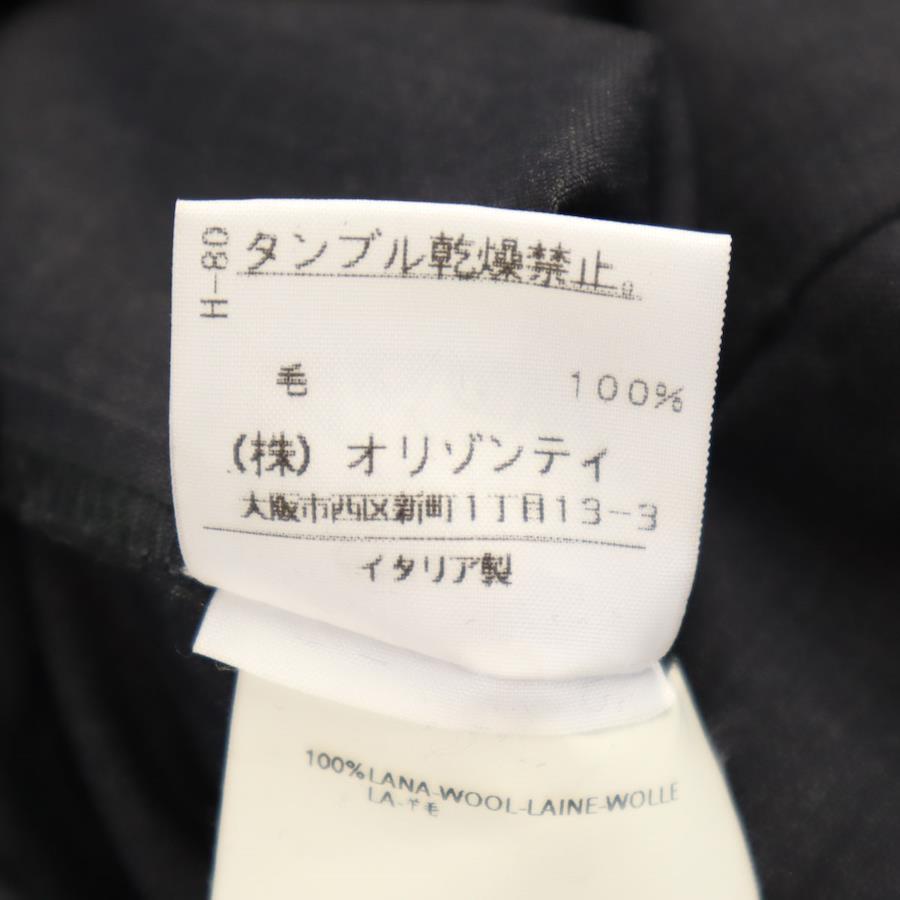 H-80
タンブル乾燥禁止。
毛 100%
(株) オリゾンティ
大阪市西区新町1丁目13-3
イタリア製
100%LANA-WOOL-LAINE-WOLLE
LA-羊毛